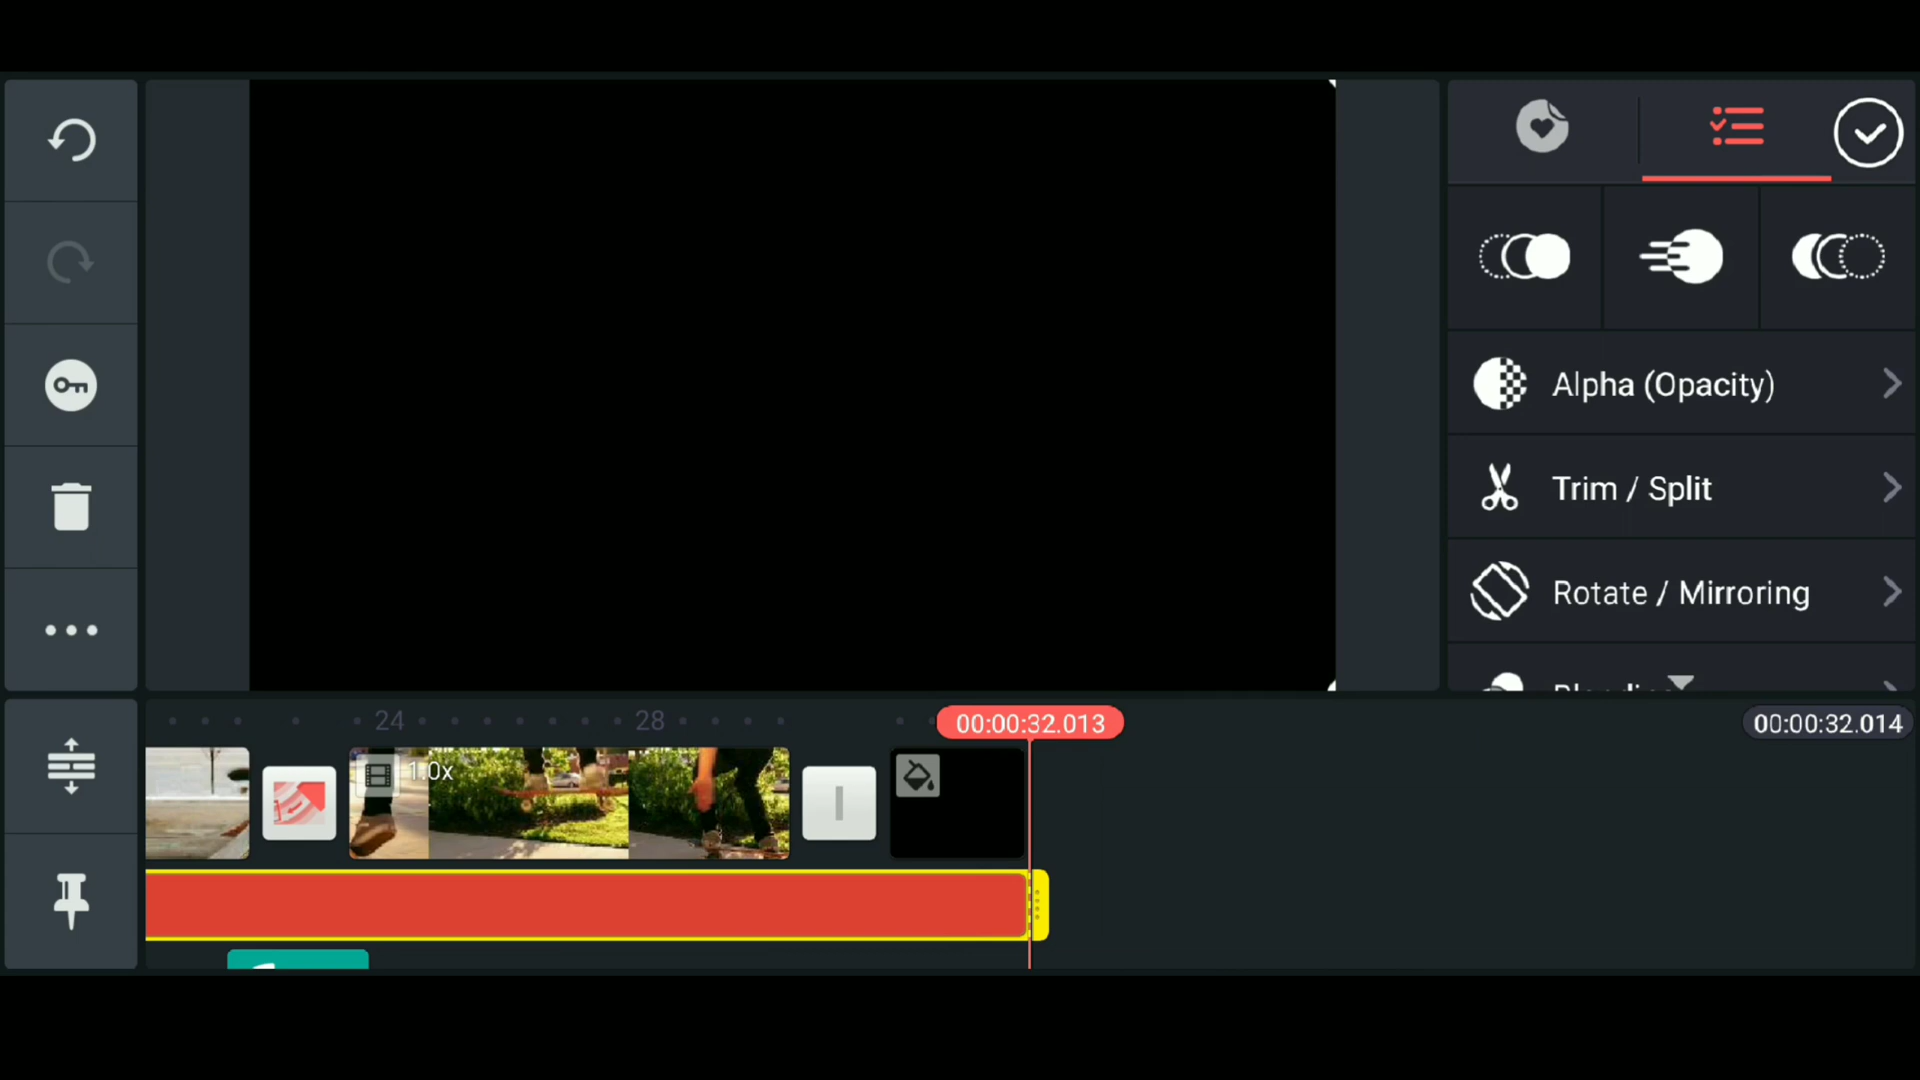 Alpha (Opacity)
Trim / Split
Rotate / Mirroring
24
28
00:00:32.013
00:00:32.014
1.0x